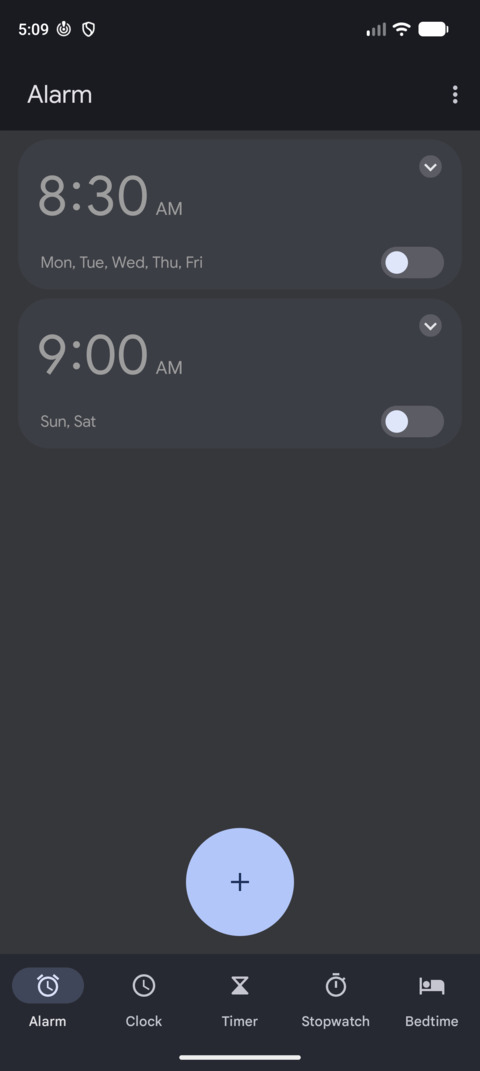 5:09
Alarm
8:30 AM
Mon, Tue, Wed, Thu, Fri
9:00 AM
Sun, Sat
Alarm Clock Timer Stopwatch Bedtime